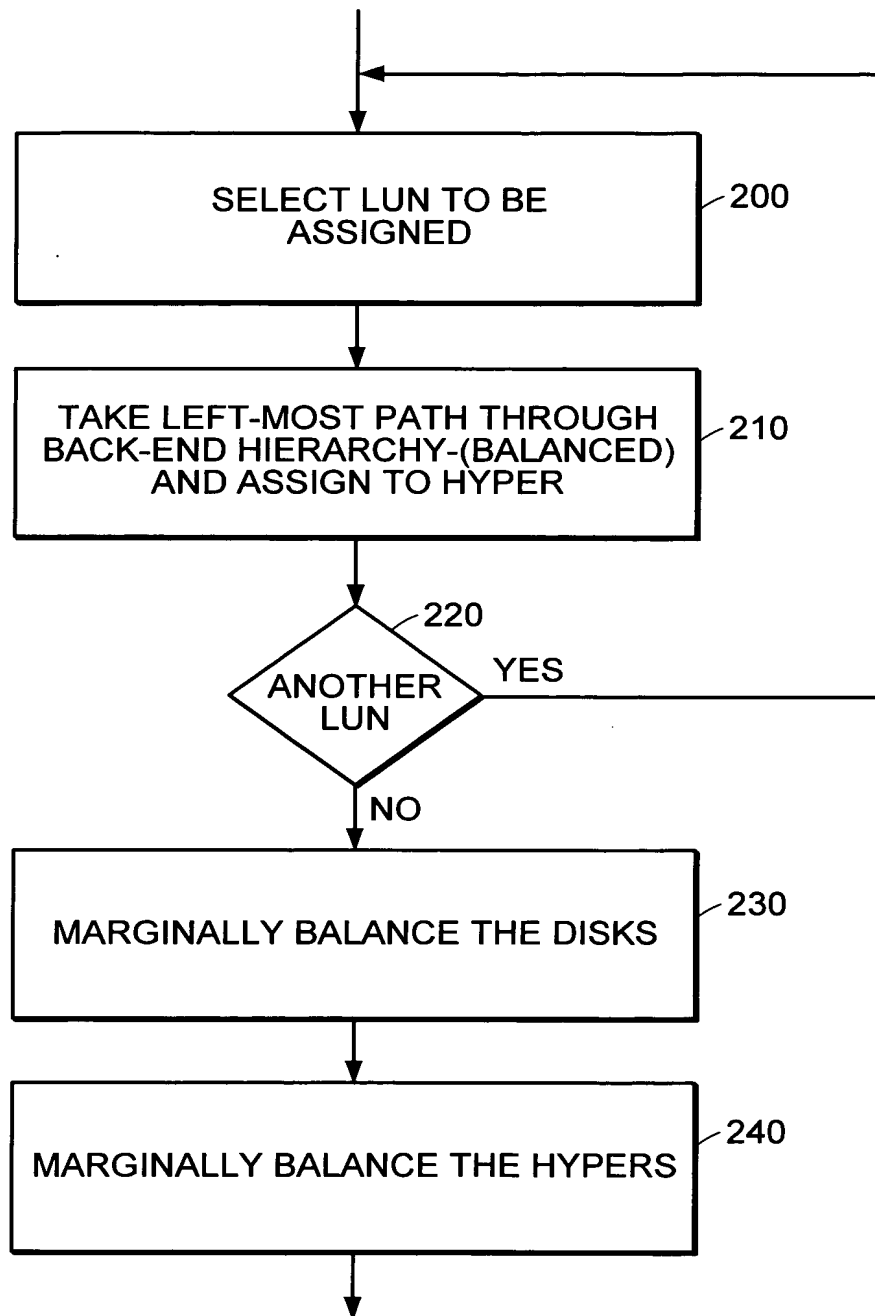 SELECT LUN TO BE
ASSIGNED
200
TAKE LEFT-MOST PATH THROUGH
BACK-END HIERARCHY-(BALANCED)
AND ASSIGN TO HYPER
210
220
ANOTHER
LUN
YES
NO
MARGINALLY BALANCE THE DISKS
230
MARGINALLY BALANCE THE HYPERS
240